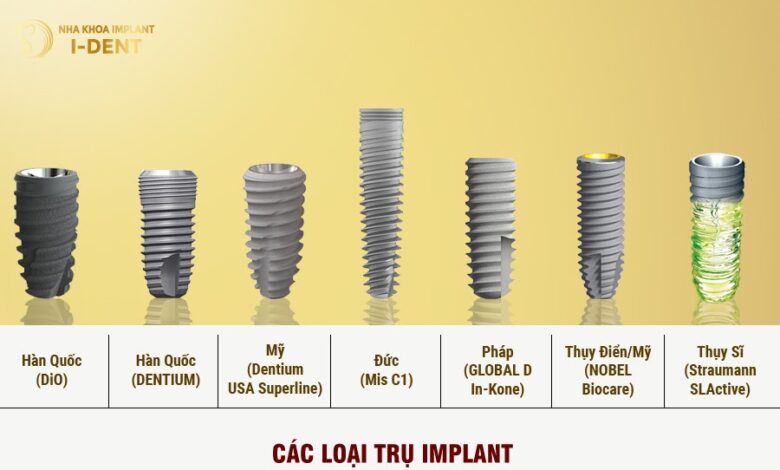 NHA KHOA IMPLANT
I-DENT
Hàn Quốc
(DiO)
Hàn Quốc
(DENTIUM)
Mỹ
(Dentium
USA Superline)
Đức
(Mis C1)
Pháp
(GLOBAL D
In-Kone)
Thụy Điển/Mỹ
(NOBEL
Biocare)
Thụy Sĩ
(Straumann
SLActive)
CÁC LOẠI TRỤ IMPLANT